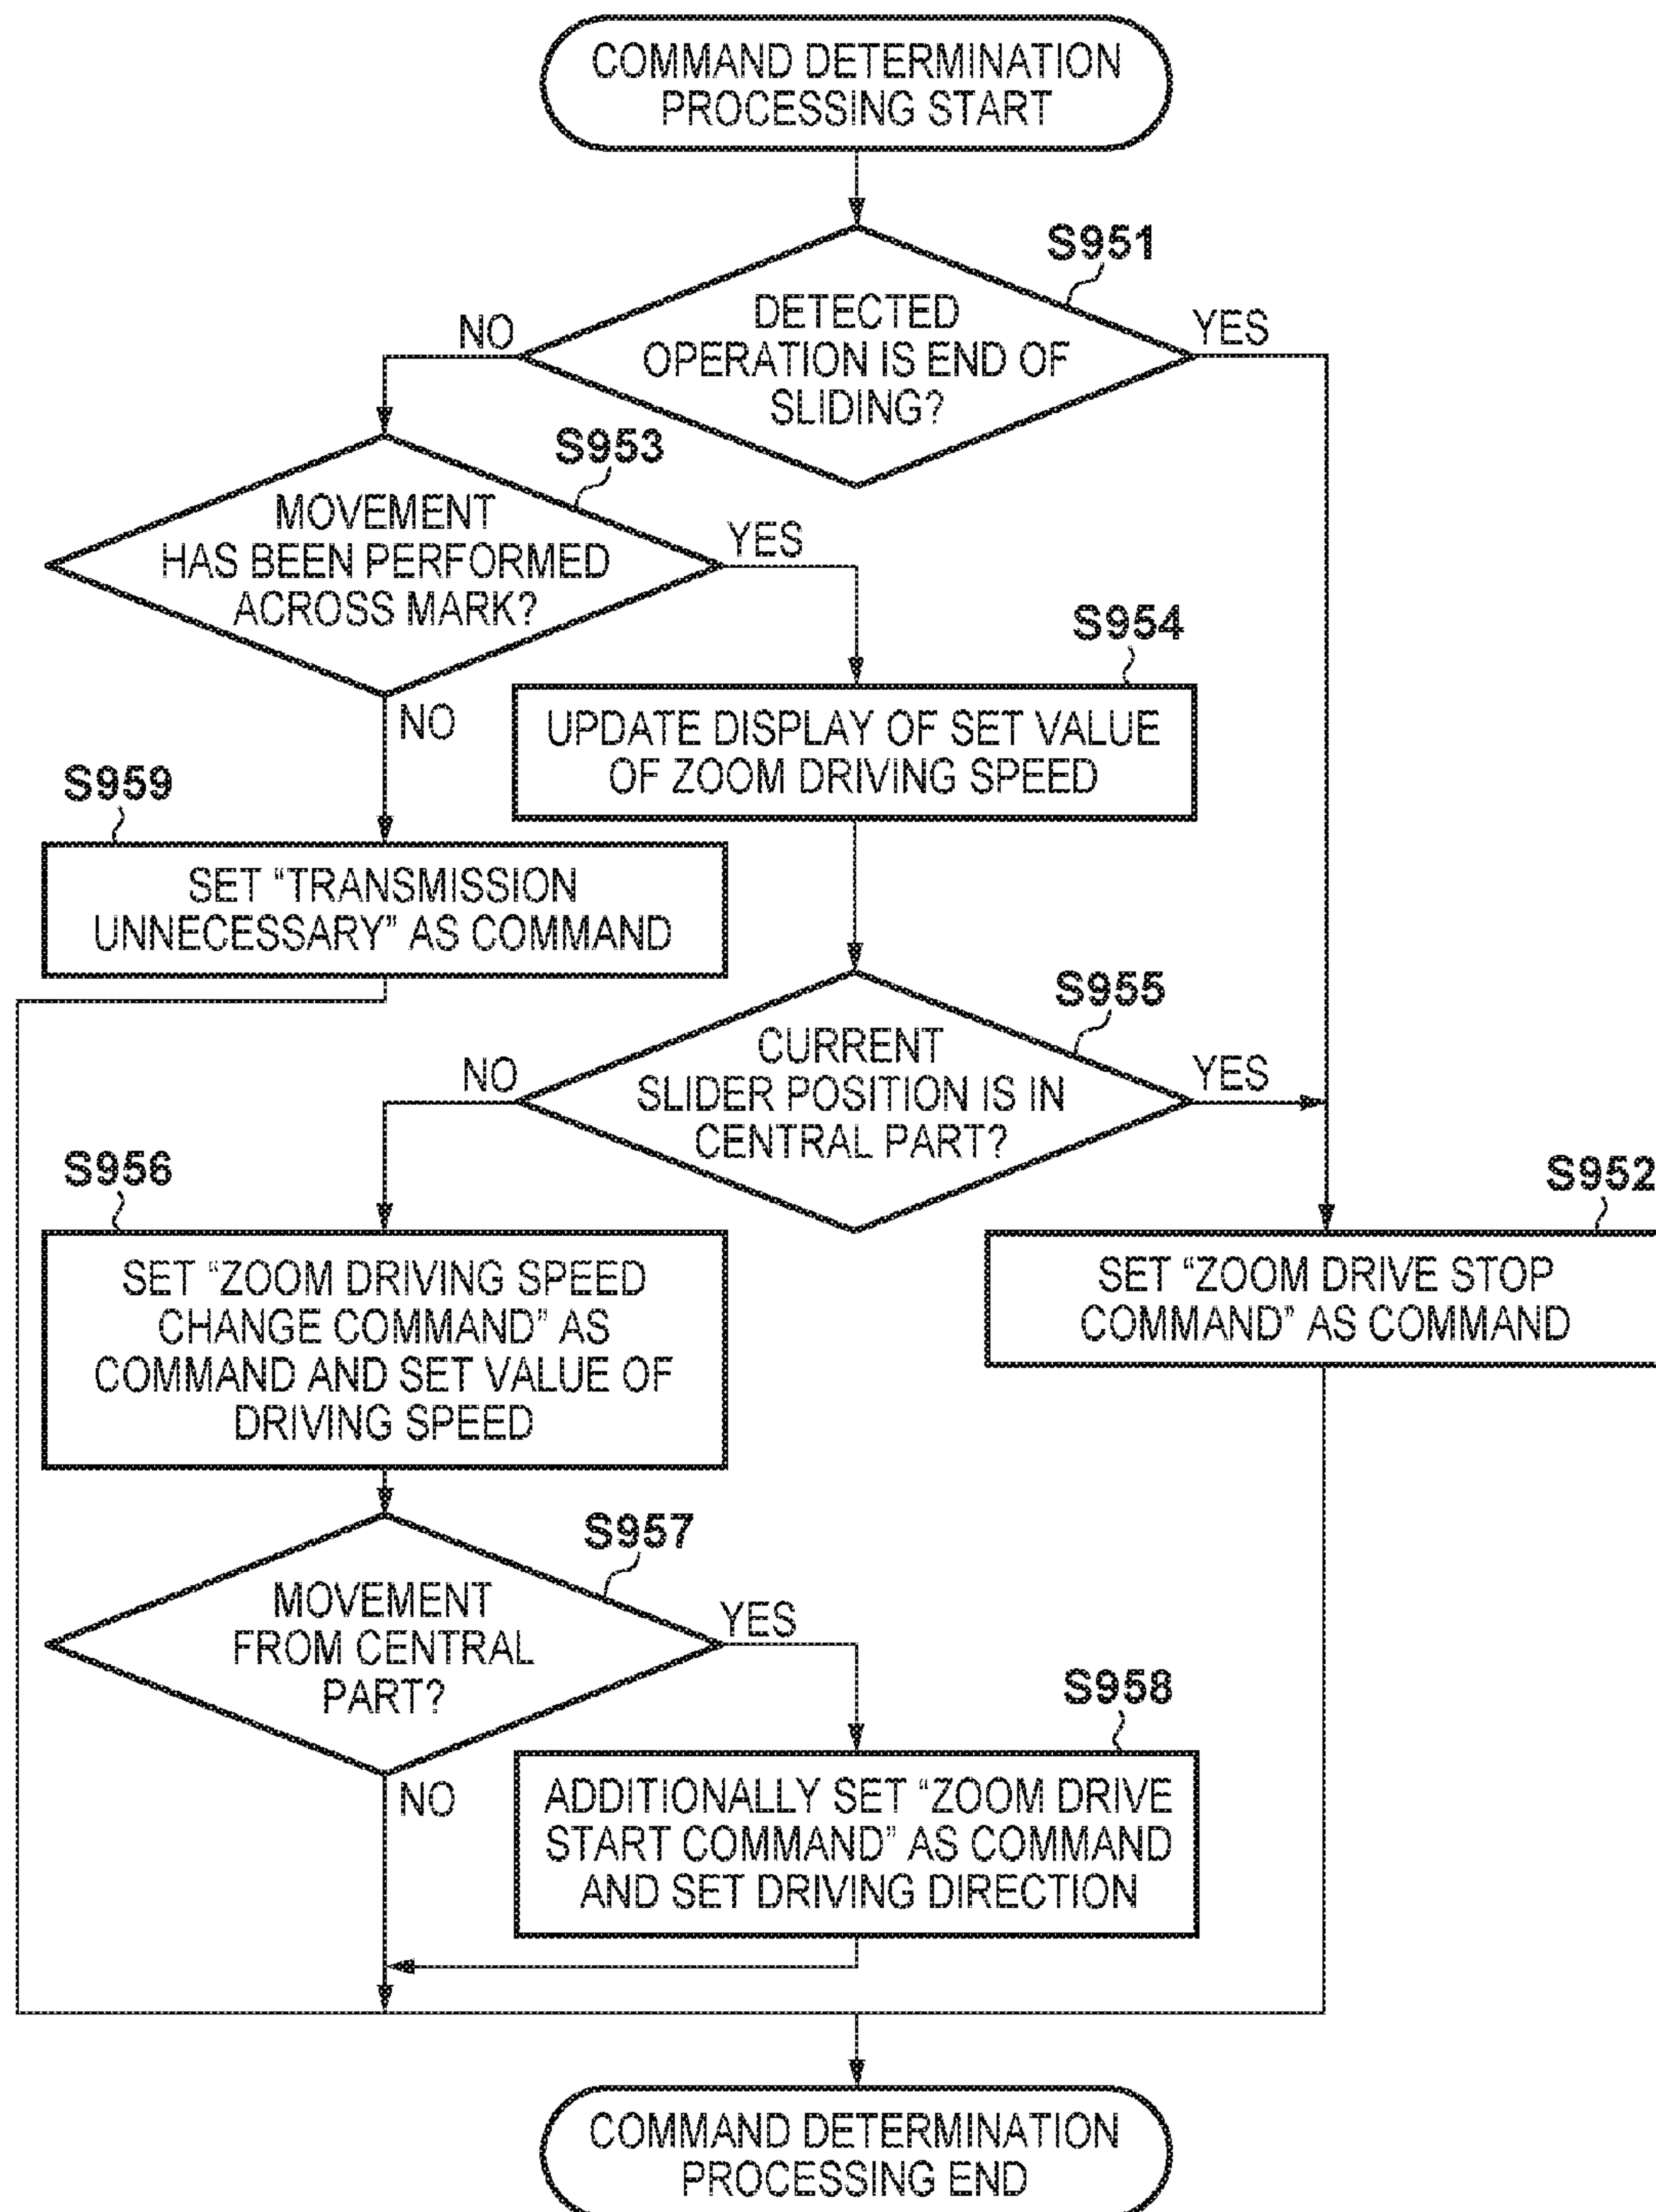 COMMAND DETERMINATION
PROCESSING START
S951
DETECTED
OPERATION IS END OF
SLIDING?
NO
YES
S953
MOVEMENT
HAS BEEN PERFORMED
ACROSS MARK?
YES
NO
S954
UPDATE DISPLAY OF SET VALUE
OF ZOOM DRIVING SPEED
S959
SET “TRANSMISSION
UNNECESSARY” AS COMMAND
S955
CURRENT
SLIDER POSITION IS IN
CENTRAL PART?
NO
YES
S956
SET “ZOOM DRIVING SPEED
CHANGE COMMAND” AS
COMMAND AND SET VALUE OF
DRIVING SPEED
S952
SET “ZOOM DRIVE STOP
COMMAND” AS COMMAND
S957
MOVEMENT
FROM CENTRAL
PART?
YES
NO
S958
ADDITIONALLY SET “ZOOM DRIVE
START COMMAND” AS COMMAND
AND SET DRIVING DIRECTION
COMMAND DETERMINATION
PROCESSING END